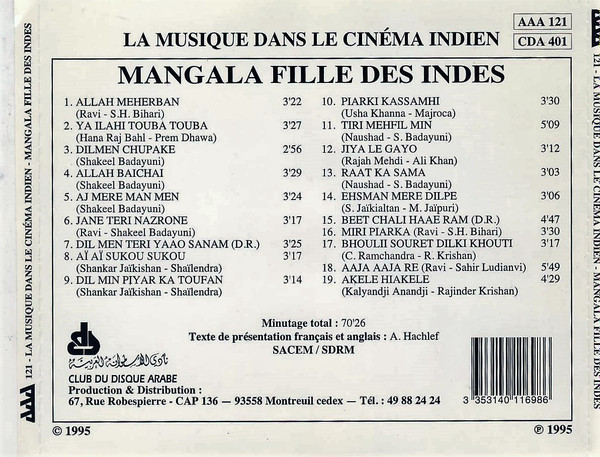 AAA 121
CDA 401
LA MUSIQUE DANS LE CINÉMA INDIEN
MANGALA FILLE DES INDES
1. ALLAH MEHERBAN 3'22
(Ravi - S.H. Bihari)
2. YA ILAHI TOUBA TOUBA 3'27
(Hana Raj Bahl - Prem Dhawa)
3. DILMEN CHUPAKE 2'56
(Shakeel Badayuni)
4. ALLAH BAICHAI 3'29
(Shakeel Badayuni)
5. AJ MERE MAN MEN 3'24
(Shakeel Badayuni)
6. JANE TERI NAZRONE 3'17
(Ravi - Shakeel Badayuni)
7. DIL MEN TERI YAAO SANAM (D.R.) 3'25
8. AÏ AÏ SUKOU SUKOU 3'17
(Shankar Jaïkishan - Shaïlendra)
9. DIL MIN PIYAR KA TOUFAN 3'14
(Shankar Jaïkishan - Shaïlendra)
10. PIARKI KASSAMHI 3'30
(Usha Khanna - Majroca)
11. TIRI MEHFIL MIN 5'09
(Naushad - S. Badayuni)
12. JIYA LE GAYO 3'12
(Rajah Mehdi - Ali Khan)
13. RAAT KA SAMA 3'03
(Naushad - S. Badayuni)
14. EHSMAN MERE DILPE 3'06
(S. Jaïkialtan - M. Jaïpuri)
15. BEET CHALI HAAE RAM (D.R.) 4'47
16. MIRI PIARKA (Ravi - S.H. Bihari) 3'30
17. BHOULII SOURET DILKI KHOUTI 3'17
(C. Ramchandra - R. Krishan)
18. AAJA AAJA RE (Ravi - Sahir Ludianvi) 5'49
19. AKELE HIAKELE 4'29
(Kalyandji Anandji - Rajinder Krishan)
Minutage total : 70'26
Texte de présentation français et anglais : A. Hachlef
SACEM / SDRM
نادي الأسطوانة العربية
CLUB DU DISQUE ARABE
Production & Distribution :
67, Rue Robespierre - CAP 136 — 93558 Montreuil cedex — Tél. : 49 88 24 24
3 353140 116986
© 1995
℗ 1995
AAA 121 - LA MUSIQUE DANS LE CINÉMA INDIEN - MANGALA FILLE DES INDES
AAA 121 - LA MUSIQUE DANS LE CINÉMA INDIEN - MANGALA FILLE DES INDES